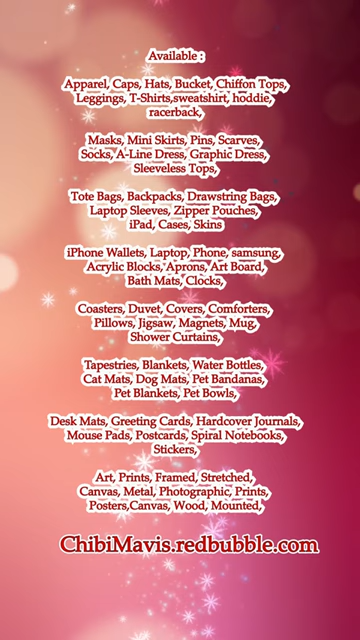 Available :
Apparel, Caps, Hats, Bucket, Chiffon Tops,
Leggings, T-Shirts,sweatshirt, hoddie,
racerback,
Masks, Mini Skirts, Pins, Scarves,
Socks, A-Line Dress, Graphic Dress,
Sleeveless Tops,
Tote Bags, Backpacks, Drawstring Bags,
Laptop Sleeves, Zipper Pouches,
iPad, Cases, Skins
iPhone Wallets, Laptop, Phone, samsung,
Acrylic Blocks, Aprons, Art Board,
Bath Mats, Clocks,
Coasters, Duvet, Covers, Comforters,
Pillows, Jigsaw, Magnets, Mug,
Shower Curtains,
Tapestries, Blankets, Water Bottles,
Cat Mats, Dog Mats, Pet Bandanas,
Pet Blankets, Pet Bowls,
Desk Mats, Greeting Cards, Hardcover Journals,
Mouse Pads, Postcards, Spiral Notebooks,
Stickers,
Art, Prints, Framed, Stretched,
Canvas, Metal, Photographic, Prints,
Posters,Canvas, Wood, Mounted,
ChibiMavis.redbubble.com